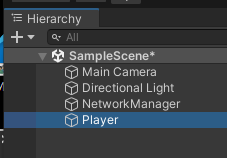 Hierarchy
All
SampleScene*
Main Camera
Directional Light
NetworkManager
Player